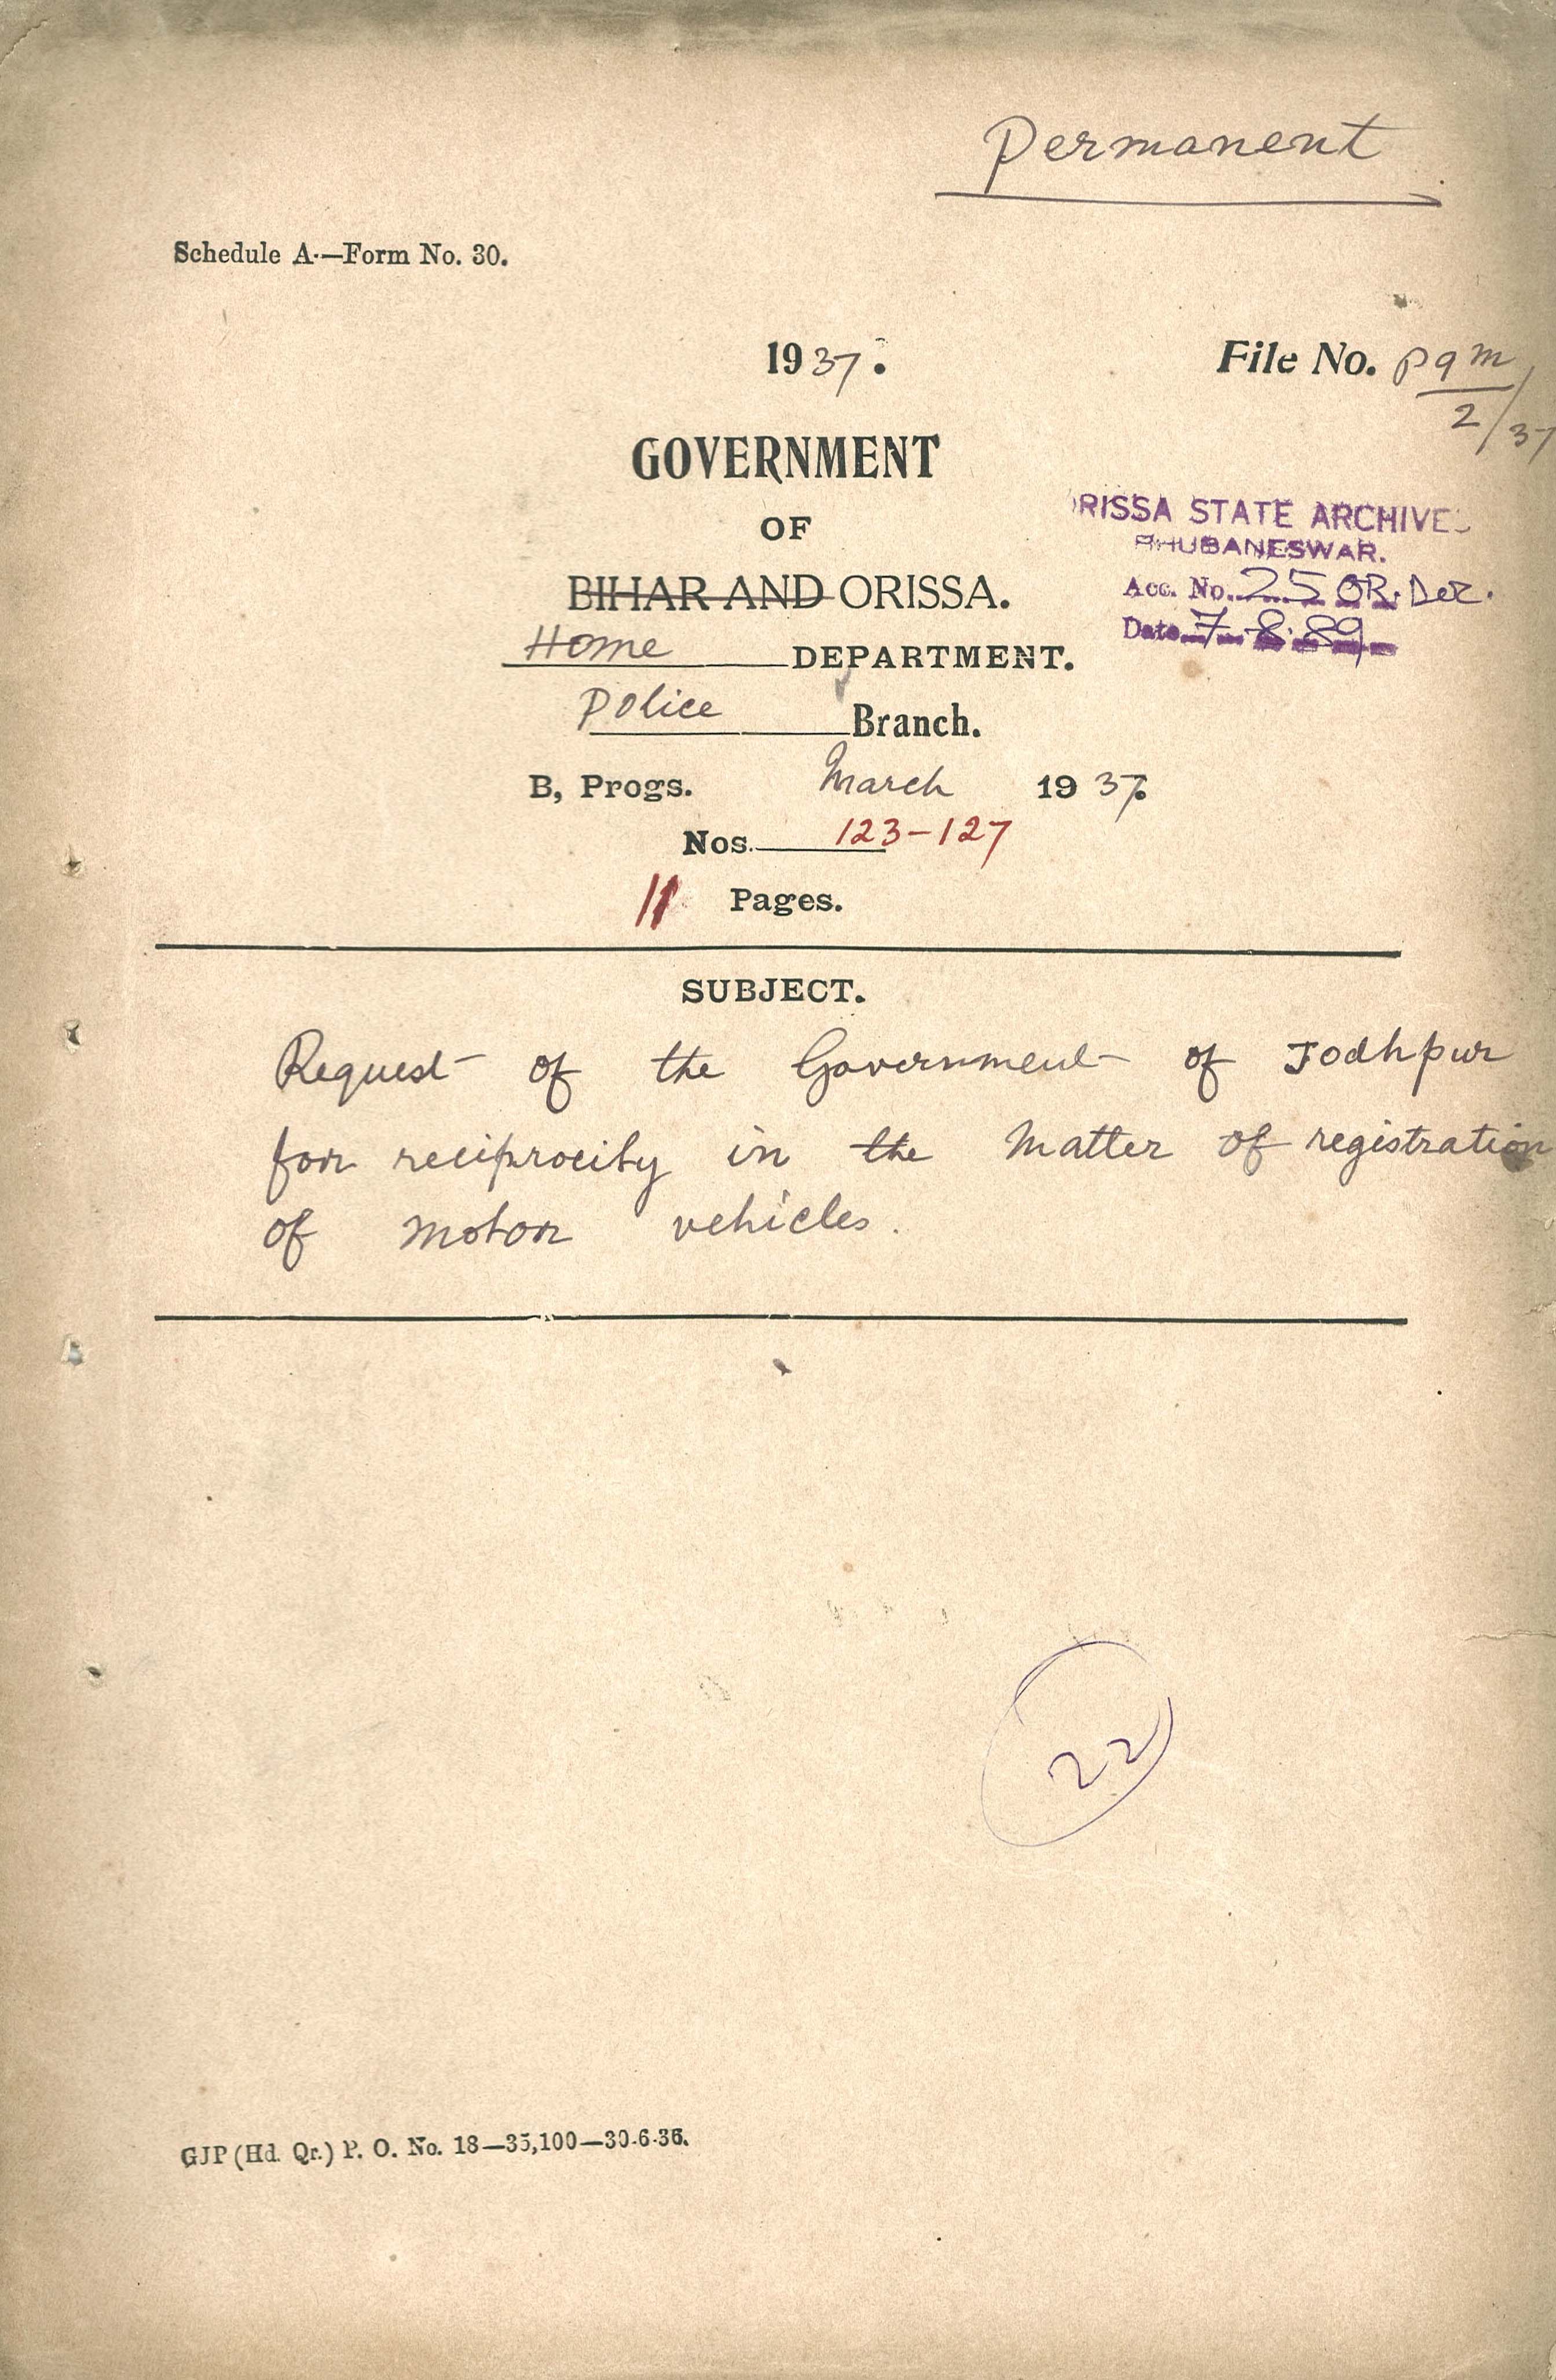 Permanent
Schedule A.—Form No. 30.
1937.
File No. P9m
2/37
GOVERNMENT
OF
BIHAR AND ORISSA.
ORISSA STATE ARCHIVES
BHUBANESWAR.
Acc. No. 25 OR. Dec.
Date 7-8-89
Home DEPARTMENT.
Police Branch.
B, Progs. March 1937.
Nos. 123-127
11 Pages.
SUBJECT.
Request of the Government of Jodhpur
for reciprocity in the Matter of registration
of motor vehicles.
22
GJP (Hd. Qr.) P. O. No. 18—35,100—30-6-36.